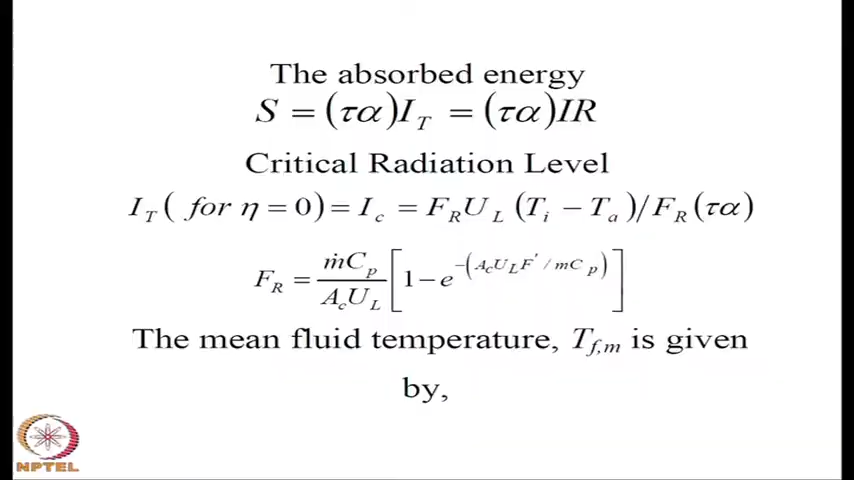 The absorbed energy
S = (τα)I_T = (τα)IR
Critical Radiation Level
I_T( for η = 0) = I_c = F_R U_L (T_i − T_a)/F_R(τα)
F_R = ṁC_p / A_c U_L [1 − e^−(A_c U_L F' / mC_p)]
The mean fluid temperature, T_f,m is given
by,
NPTEL